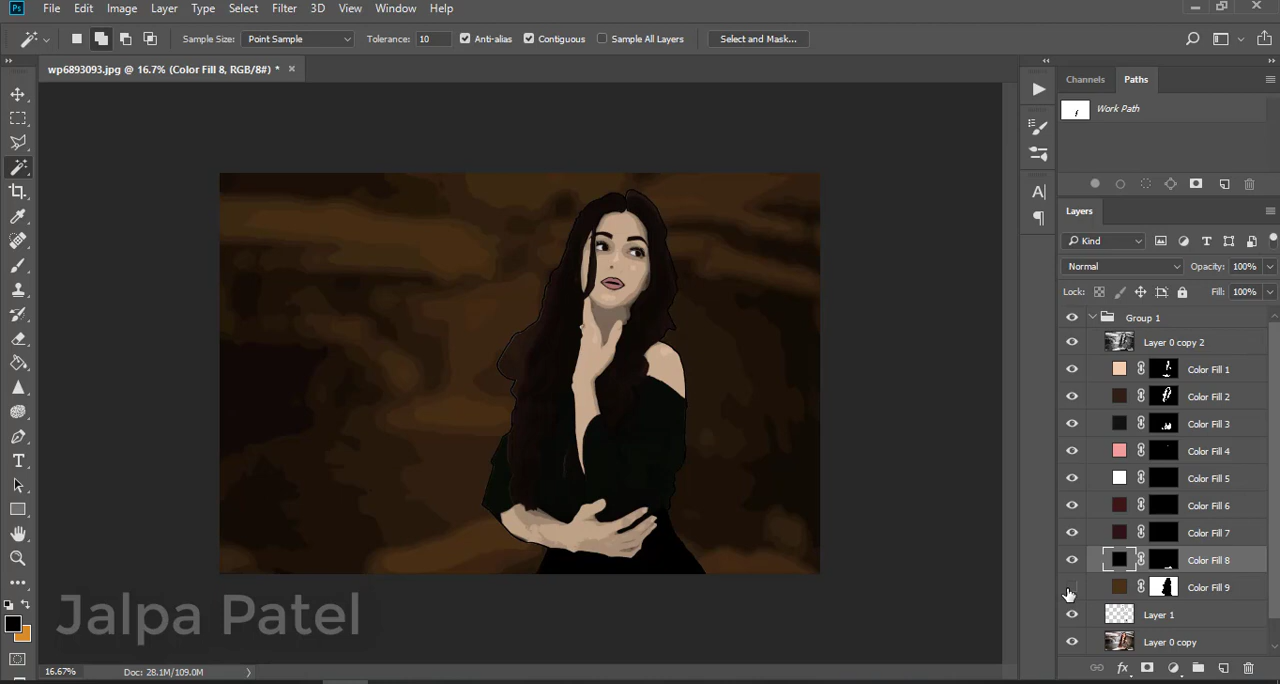 Ps File Edit Image Layer Type Select Filter 3D View Window Help
Sample Size: Point Sample Tolerance: 10 Anti-alias Contiguous Sample All Layers Select and Mask...
wp6893093.jpg @ 16.7% (Color Fill 8, RGB/8#) * ×
Channels Paths
Work Path
Layers
Kind
Normal Opacity: 100%
Lock: Fill: 100%
Group 1
Layer 0 copy 2
Color Fill 1
Color Fill 2
Color Fill 3
Color Fill 4
Color Fill 5
Color Fill 6
Color Fill 7
Color Fill 8
Color Fill 9
Layer 1
Layer 0 copy
Jalpa Patel
16.67% Doc: 28.1M/109.0M